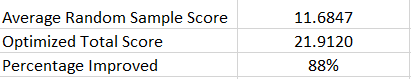 Average Random Sample Score 11.6847
Optimized Total Score 21.9120
Percentage Improved 88%